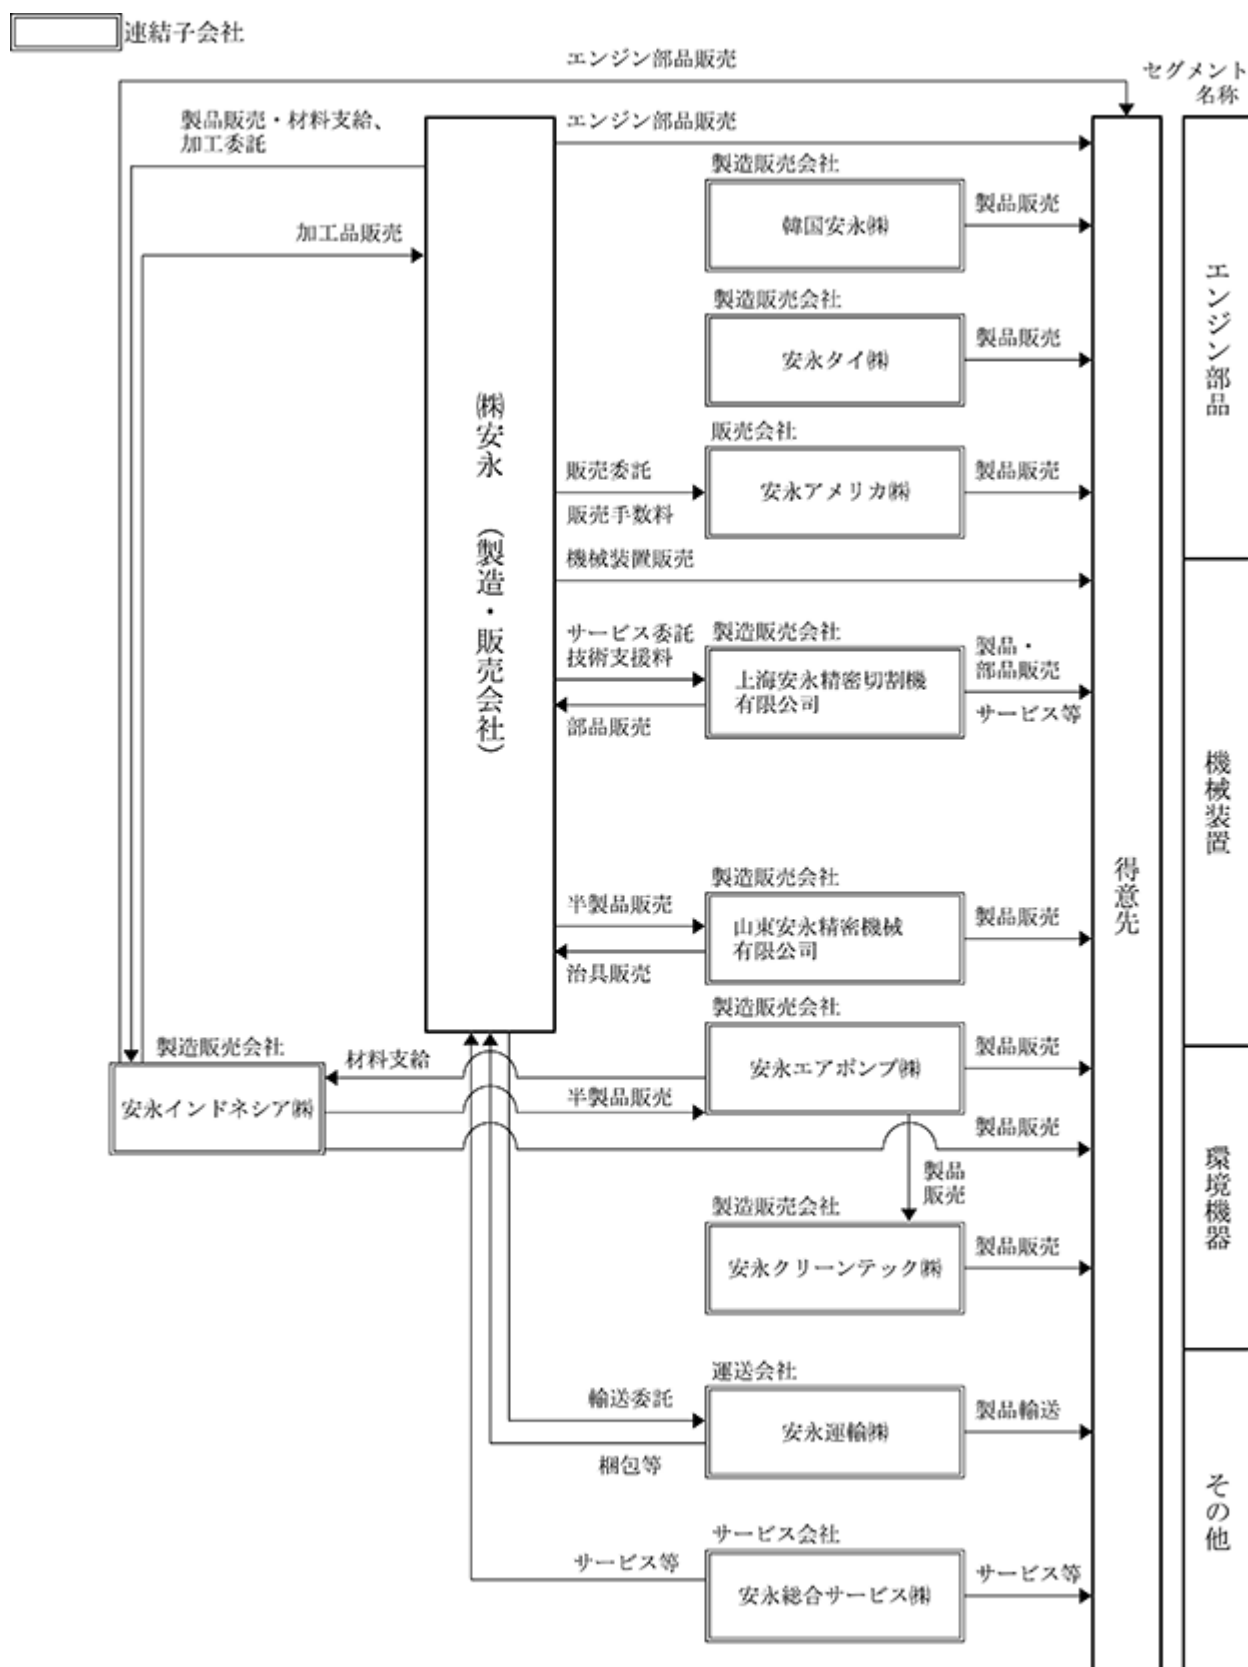 連結子会社
エンジン部品販売
セグメント
名称
製品販売・材料支給、
加工委託
エンジン部品販売
製造販売会社
韓国安永㈱
製品販売
加工品販売
製造販売会社
安永タイ㈱
製品販売
エンジン部品
㈱安永 (製造・販売会社)
販売会社
販売委託
安永アメリカ㈱
製品販売
販売手数料
機械装置販売
サービス委託
技術支援料
製造販売会社
上海安永精密切割機
有限公司
製品・
部品販売
サービス等
部品販売
機械装置
得意先
製造販売会社
半製品販売
山東安永精密機械
有限公司
製品販売
治具販売
製造販売会社
安永エアポンプ㈱
製品販売
製造販売会社
材料支給
安永インドネシア㈱
半製品販売
製品販売
製品
販売
環境機器
製造販売会社
安永クリーンテック㈱
製品販売
運送会社
輸送委託
安永運輸㈱
製品輸送
梱包等
その他
サービス会社
サービス等
安永総合サービス㈱
サービス等